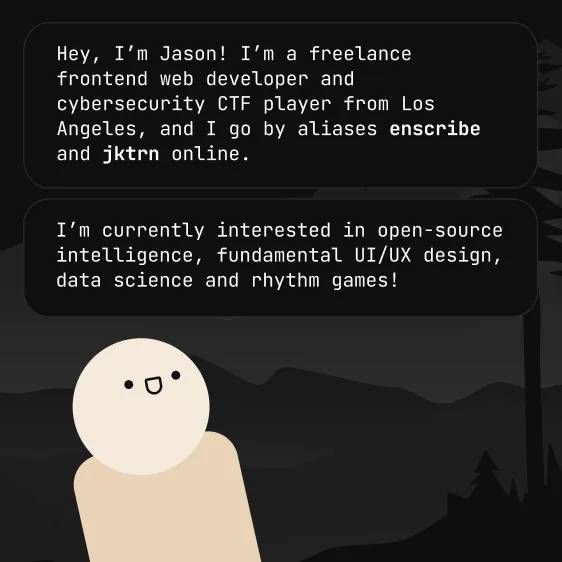 Hey, I’m Jason! I’m a freelance
frontend web developer and
cybersecurity CTF player from Los
Angeles, and I go by aliases enscribe
and jktrn online.
I’m currently interested in open-source
intelligence, fundamental UI/UX design,
data science and rhythm games!